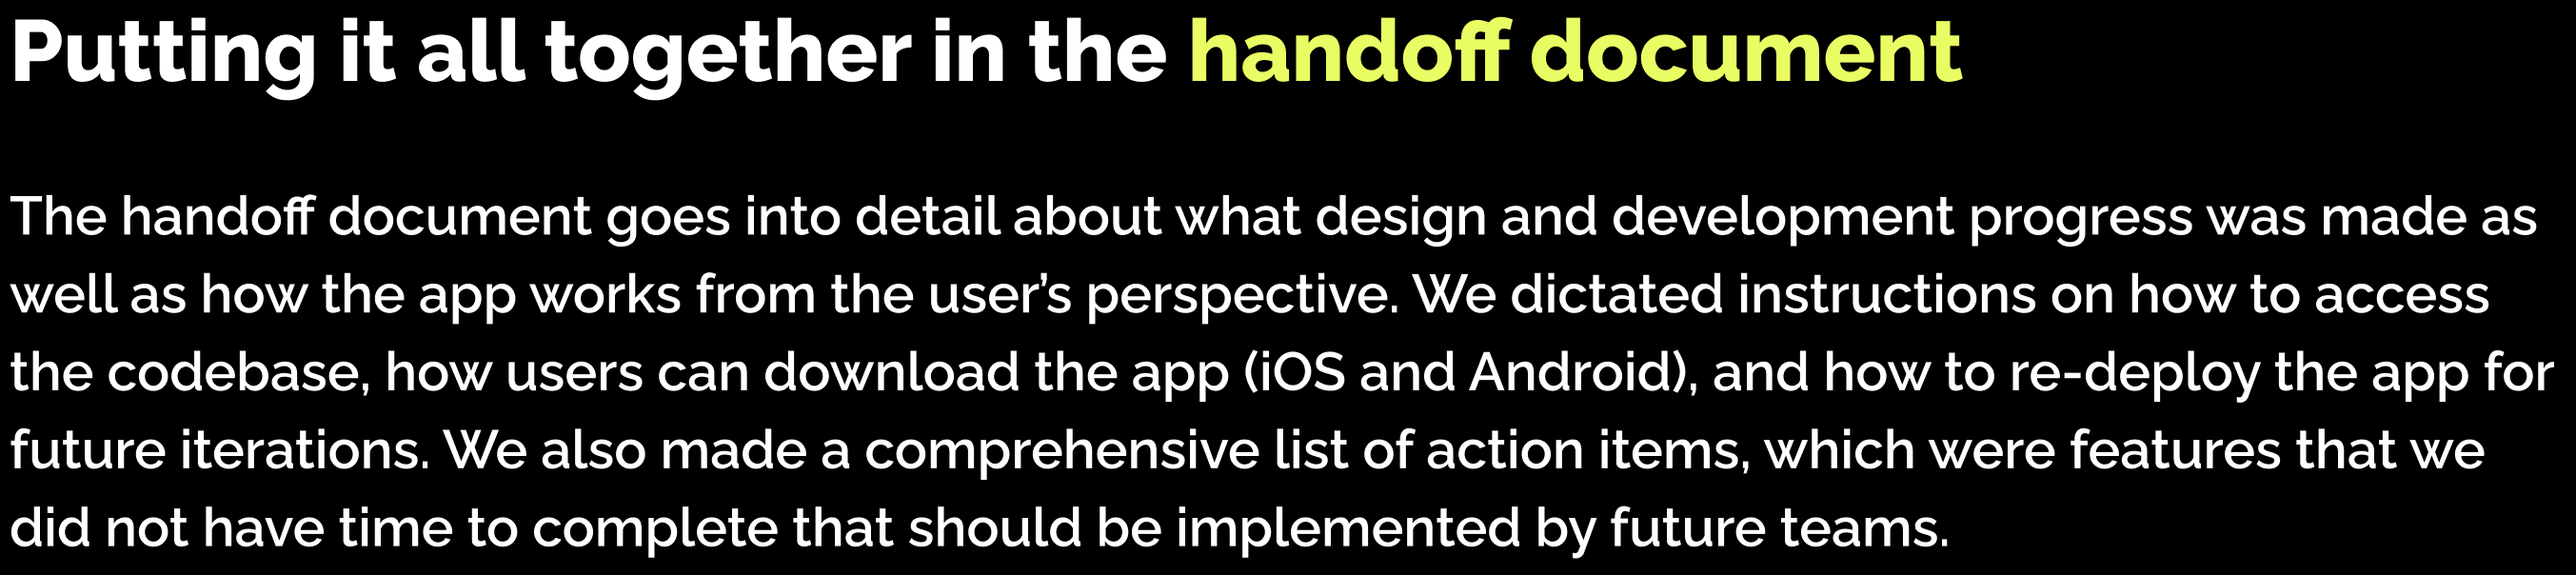 Putting it all together in the handoff document
The handoff document goes into detail about what design and development progress was made as
well as how the app works from the user’s perspective. We dictated instructions on how to access
the codebase, how users can download the app (iOS and Android), and how to re-deploy the app for
future iterations. We also made a comprehensive list of action items, which were features that we
did not have time to complete that should be implemented by future teams.